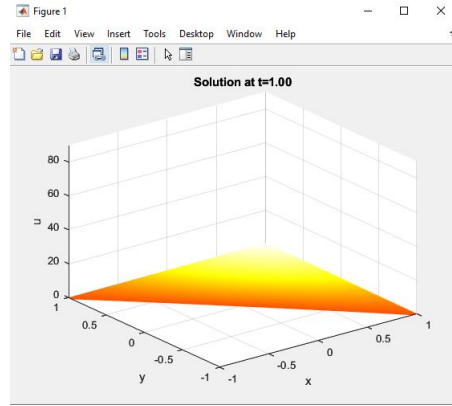 Figure 1
File Edit View Insert Tools Desktop Window Help
Solution at t=1.00
80
60
40
20
0
u
1
0.5
0
-0.5
-1
y
-1
-0.5
0
0.5
1
x